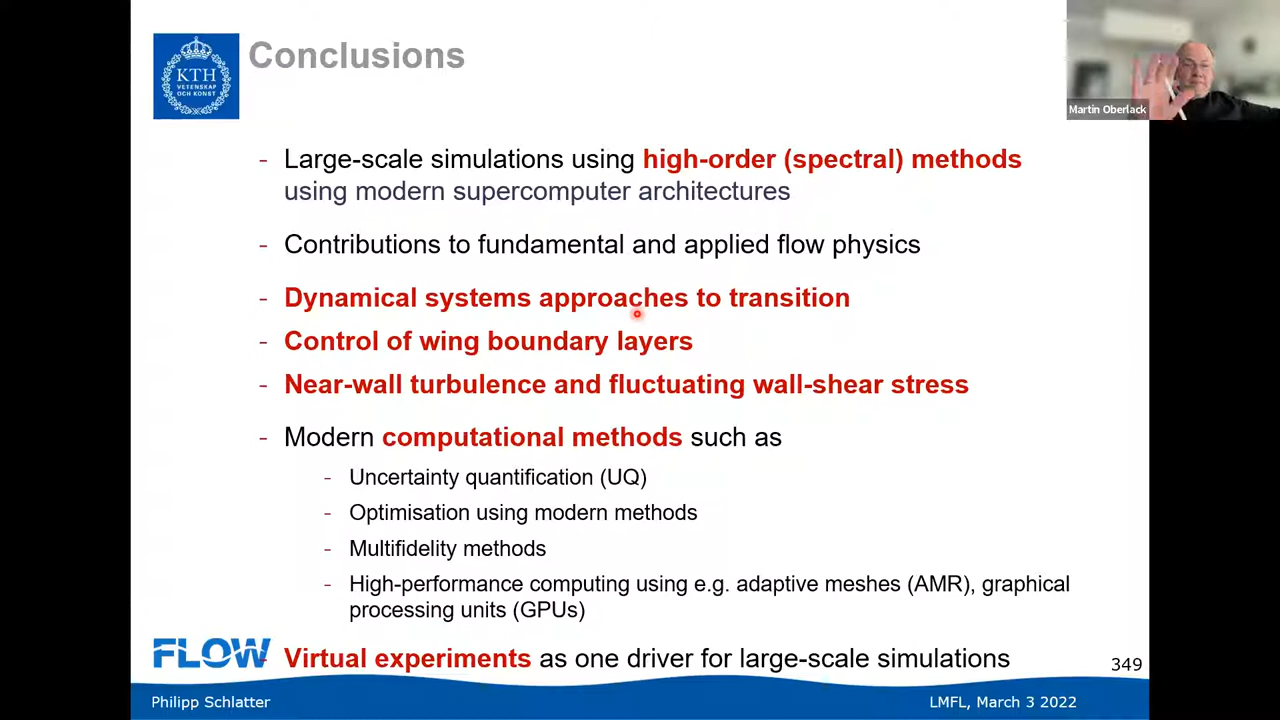 KTH
VETENSKAP
OCH KONST
Conclusions
Martin Oberlack
- Large-scale simulations using high-order (spectral) methods
using modern supercomputer architectures
- Contributions to fundamental and applied flow physics
- Dynamical systems approaches to transition
- Control of wing boundary layers
- Near-wall turbulence and fluctuating wall-shear stress
- Modern computational methods such as
- Uncertainty quantification (UQ)
- Optimisation using modern methods
- Multifidelity methods
- High-performance computing using e.g. adaptive meshes (AMR), graphical
processing units (GPUs)
FLOW
- Virtual experiments as one driver for large-scale simulations
349
Philipp Schlatter
LMFL, March 3 2022